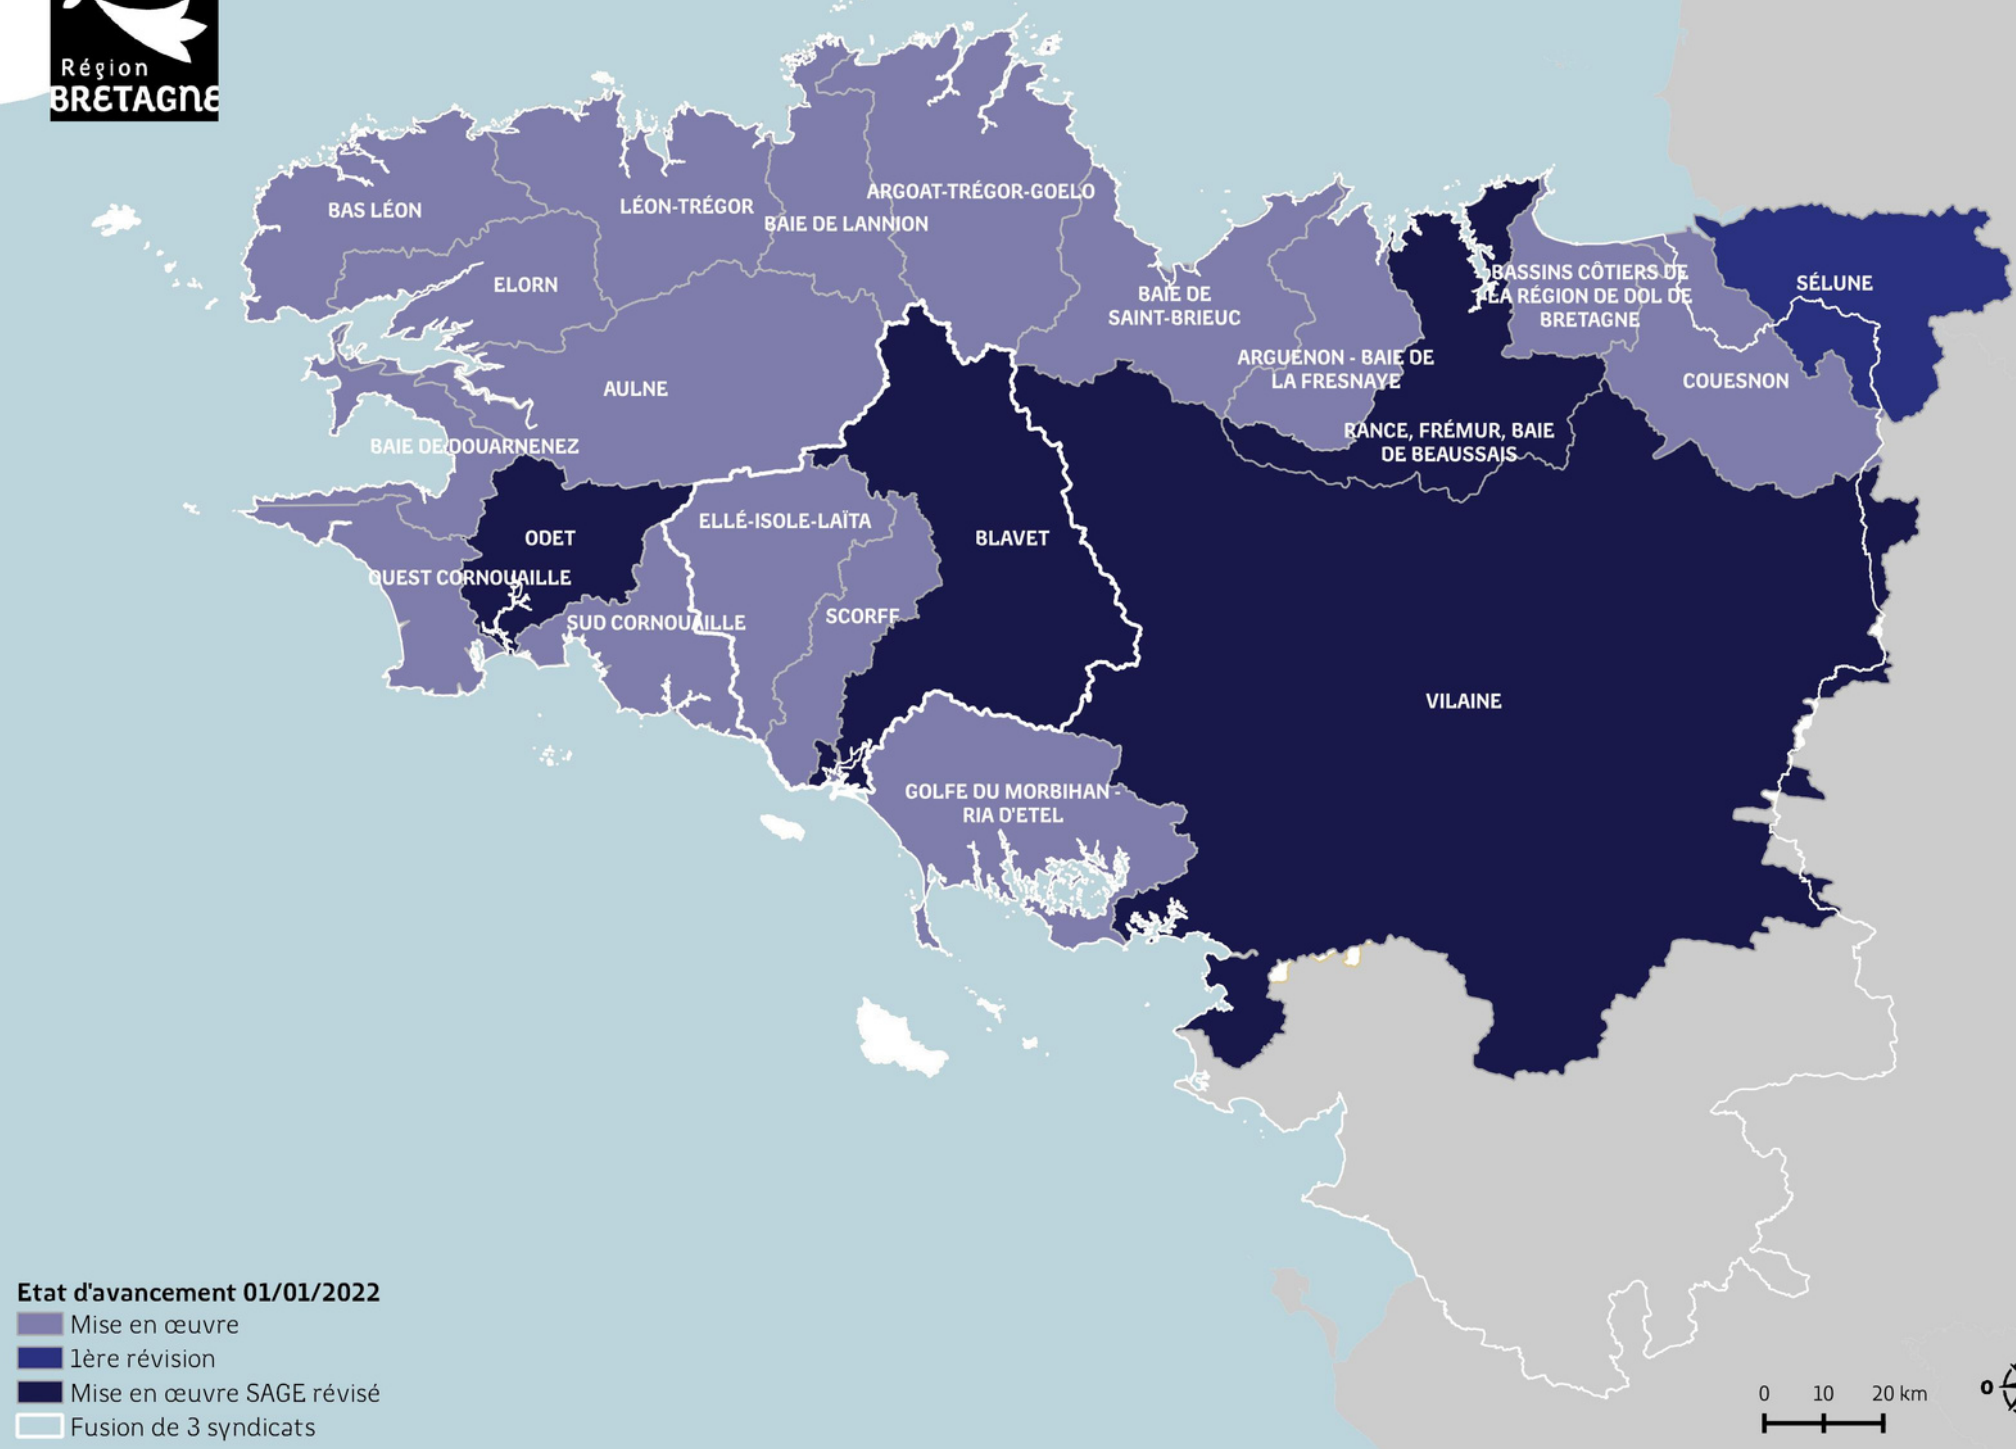 Région
BRETAGNE
BAS LÉON
LÉON-TRÉGOR
ARGOAT-TRÉGOR-GOELO
BAIE DE LANNION
ELORN
BAIE DE
SAINT-BRIEUC
BASSINS CÔTIERS DE
LA RÉGION DE DOL DE
BRETAGNE
SÉLUNE
AULNE
ARGUENON - BAIE DE
LA FRESNAYE
COUESNON
BAIE DE DOUARNENEZ
RANCE, FRÉMUR, BAIE
DE BEAUSSAIS
ODET
ELLÉ-ISOLE-LAÏTA
BLAVET
OUEST CORNOUAILLE
SUD CORNOUAILLE
SCORFF
VILAINE
GOLFE DU MORBIHAN -
RIA D'ETEL
Etat d'avancement 01/01/2022
Mise en œuvre
1ère révision
Mise en œuvre SAGE révisé
Fusion de 3 syndicats
0 10 20 km
O